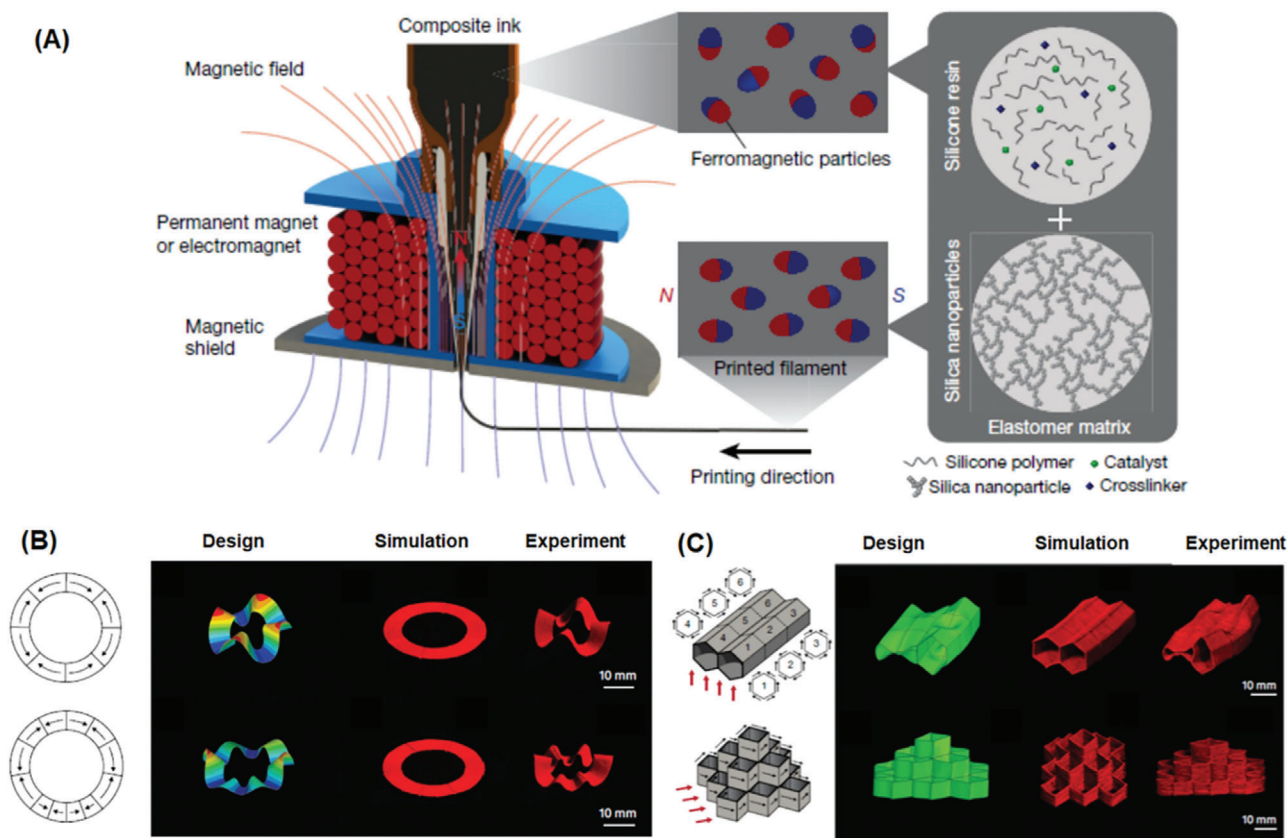 (A)
Composite ink
Magnetic field
Permanent magnet
or electromagnet
Magnetic
shield
N
S
Ferromagnetic particles
N
S
Printed filament
Printing direction
Silicone resin
+
Silica nanoparticles
Elastomer matrix
Silicone polymer
Catalyst
Silica nanoparticle
Crosslinker
(B)
Design
Simulation
Experiment
10 mm
10 mm
(C)
Design
Simulation
Experiment
6
5
4
6
3
5
2
4
1
3
2
1
10 mm
10 mm